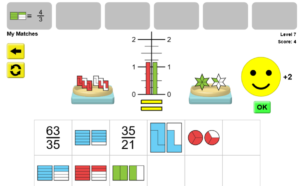 = 4/3
My Matches
Level 7
Score: 4
2 2
1 1
0 0
+2
OK
63/35
35/21